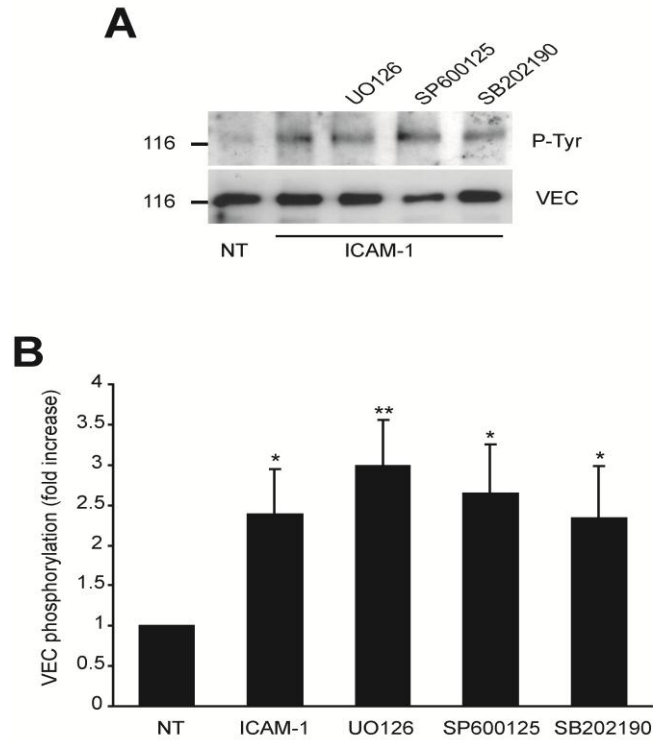 A
UO126
SP600125
SB202190
116
P-Tyr
116
VEC
NT
ICAM-1
B
VEC phosphorylation (fold increase)
4
3.5
3
2.5
2
1.5
1
0.5
0
*
**
*
*
NT ICAM-1 UO126 SP600125 SB202190